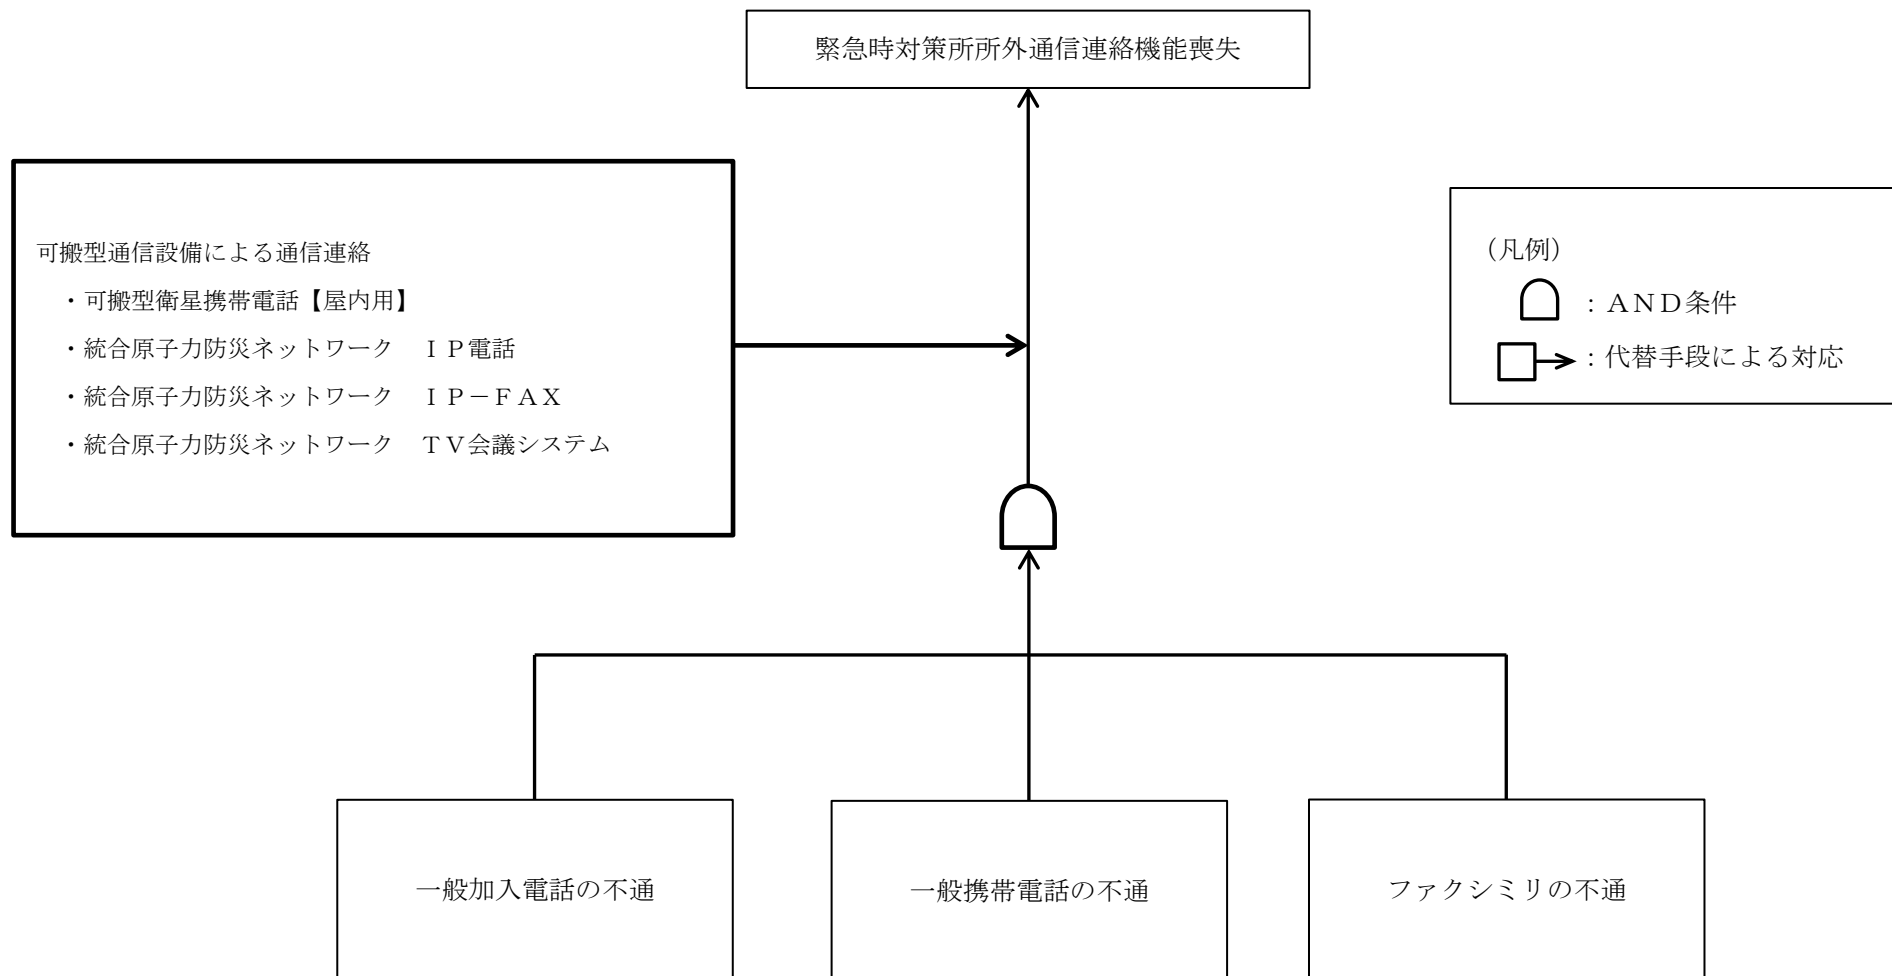 緊急時対策所所外通信連絡機能喪失
可搬型通信設備による通信連絡
・可搬型衛星携帯電話【屋内用】
・統合原子力防災ネットワーク　ＩＰ電話
・統合原子力防災ネットワーク　ＩＰ－ＦＡＸ
・統合原子力防災ネットワーク　ＴＶ会議システム
（凡例）
：ＡＮＤ条件
：代替手段による対応
一般加入電話の不通
一般携帯電話の不通
ファクシミリの不通